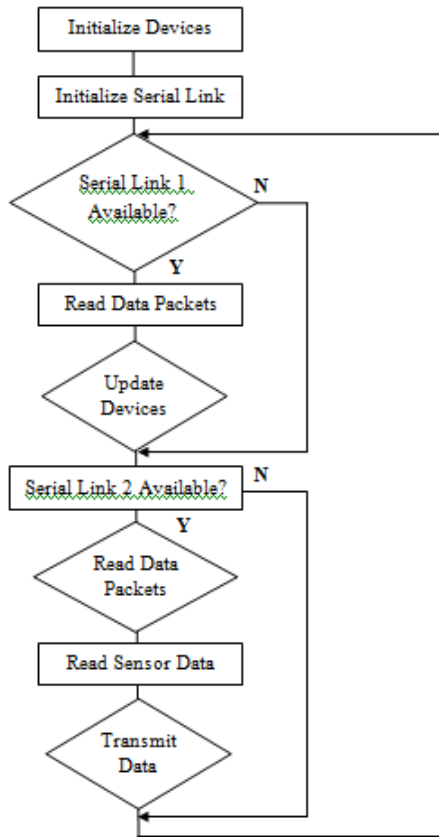 Initialize Devices
Initialize Serial Link
Serial Link 1
Available?
N
Y
Read Data Packets
Update
Devices
Serial Link 2 Available?
N
Y
Read Data
Packets
Read Sensor Data
Transmit
Data